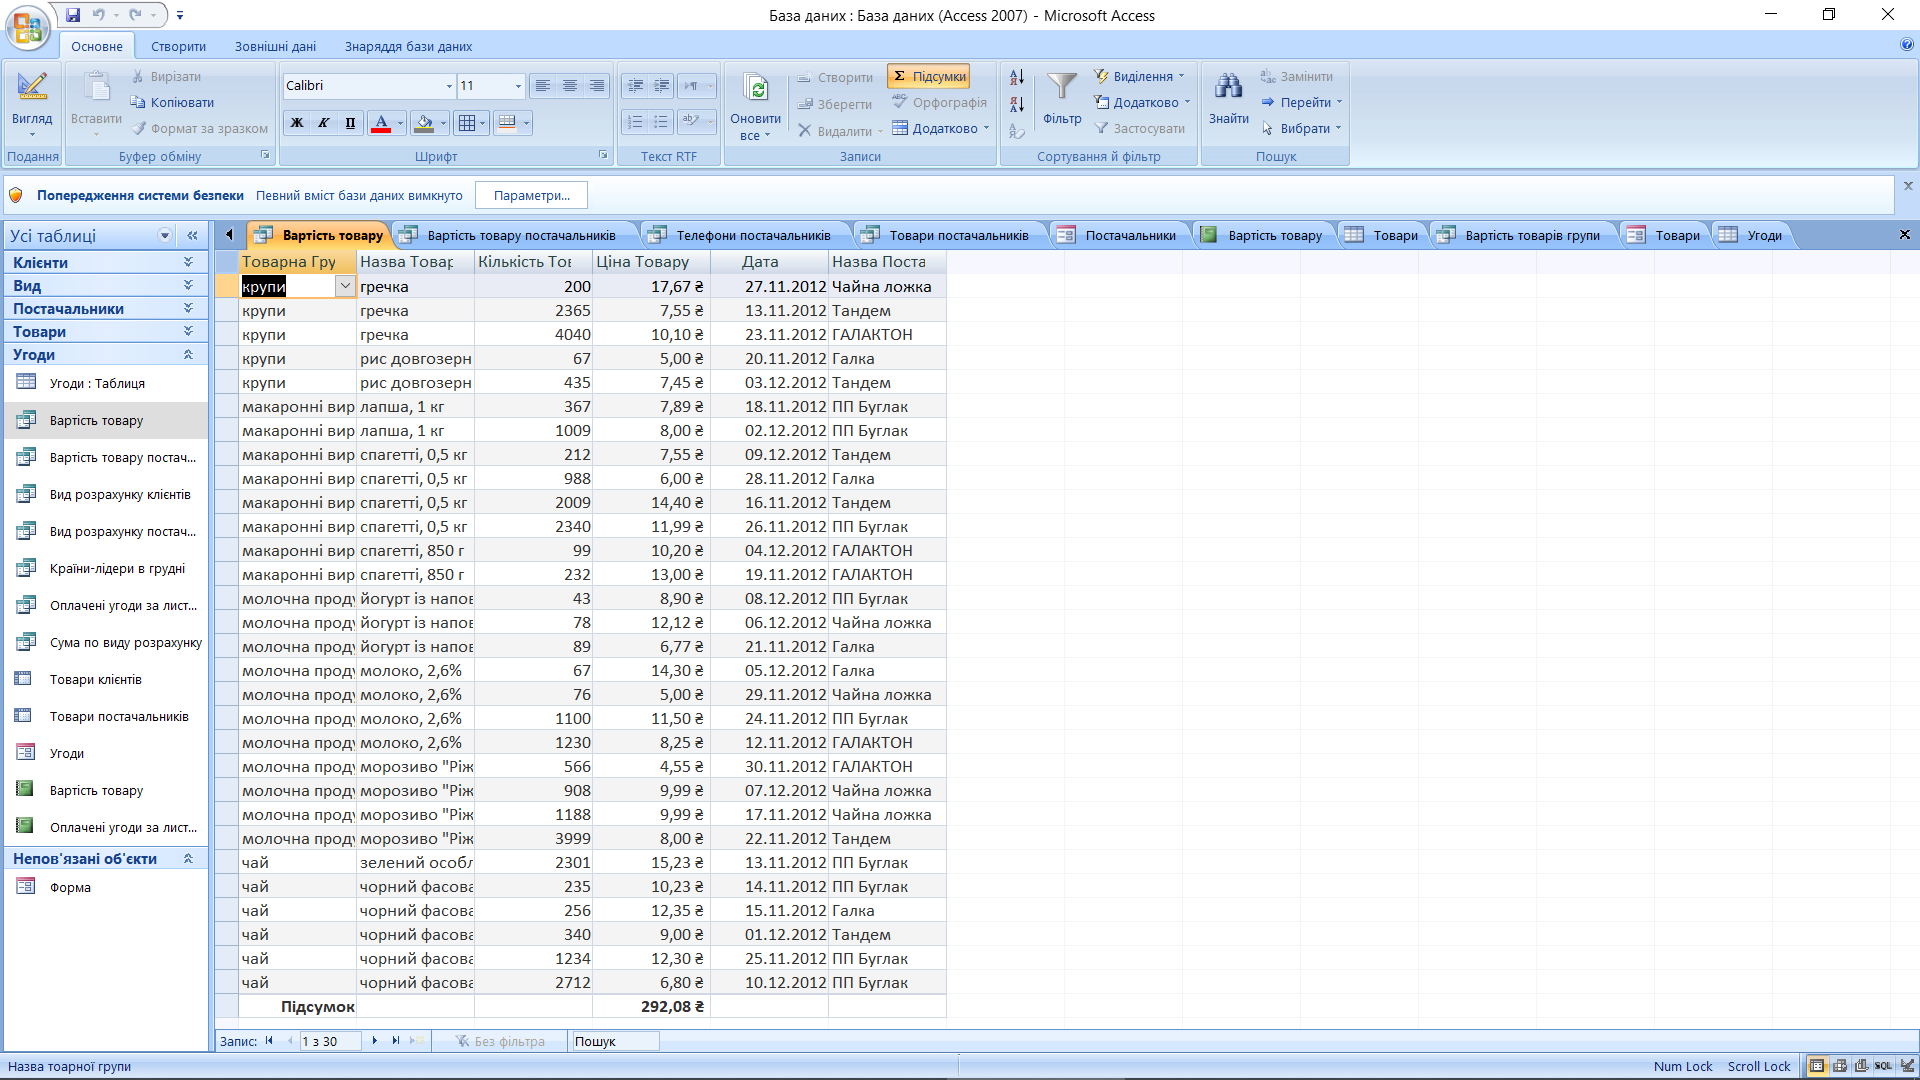 База даних : База даних (Access 2007) - Microsoft Access
Основне Створити Зовнішні дані Знаряддя бази даних
Вигляд
Подання
Вставити
Вирізати
Копіювати
Формат за зразком
Буфер обміну
Calibri 11
Ж К П
Шрифт
Текст RTF
Оновити все
Створити
Зберегти
Видалити
Σ Підсумки
Орфографія
Додатково
Записи
Фільтр
Виділення
Додатково
Застосувати
Сортування й фільтр
Знайти
Замінити
Перейти
Вибрати
Пошук
Попередження системи безпеки Певний вміст бази даних вимкнуто Параметри...
Усі таблиці
Клієнти
Вид
Постачальники
Товари
Угоди
Угоди : Таблиця
Вартість товару
Вартість товару постач...
Вид розрахунку клієнтів
Вид розрахунку постач...
Країни-лідери в грудні
Оплачені угоди за лист...
Сума по виду розрахунку
Товари клієнтів
Товари постачальників
Угоди
Вартість товару
Оплачені угоди за лист...
Непов'язані об'єкти
Форма
Вартість товару Вартість товару постачальників Телефони постачальників Товари постачальників Постачальники Вартість товару Товари Вартість товарів групи Товари Угоди
Товарна Гру Назва Товар Кількість Тов Ціна Товару Дата Назва Поста
крупи гречка 200 17,67 ₴ 27.11.2012 Чайна ложка
крупи гречка 2365 7,55 ₴ 13.11.2012 Тандем
крупи гречка 4040 10,10 ₴ 23.11.2012 ГАЛАКТОН
крупи рис довгозерн 67 5,00 ₴ 20.11.2012 Галка
крупи рис довгозерн 435 7,45 ₴ 03.12.2012 Тандем
макаронні вир лапша, 1 кг 367 7,89 ₴ 18.11.2012 ПП Буглак
макаронні вир лапша, 1 кг 1009 8,00 ₴ 02.12.2012 ПП Буглак
макаронні вир спагетті, 0,5 кг 212 7,55 ₴ 09.12.2012 Тандем
макаронні вир спагетті, 0,5 кг 988 6,00 ₴ 28.11.2012 Галка
макаронні вир спагетті, 0,5 кг 2009 14,40 ₴ 16.11.2012 Тандем
макаронні вир спагетті, 0,5 кг 2340 11,99 ₴ 26.11.2012 ПП Буглак
макаронні вир спагетті, 850 г 99 10,20 ₴ 04.12.2012 ГАЛАКТОН
макаронні вир спагетті, 850 г 232 13,00 ₴ 19.11.2012 ГАЛАКТОН
молочна проду йогурт із напов 43 8,90 ₴ 08.12.2012 ПП Буглак
молочна проду йогурт із напов 78 12,12 ₴ 06.12.2012 Чайна ложка
молочна проду йогурт із напов 89 6,77 ₴ 21.11.2012 Галка
молочна проду молоко, 2,6% 67 14,30 ₴ 05.12.2012 Галка
молочна проду молоко, 2,6% 76 5,00 ₴ 29.11.2012 Чайна ложка
молочна проду молоко, 2,6% 1100 11,50 ₴ 24.11.2012 ПП Буглак
молочна проду молоко, 2,6% 1230 8,25 ₴ 12.11.2012 ГАЛАКТОН
молочна проду морозиво "Ріж 566 4,55 ₴ 30.11.2012 ГАЛАКТОН
молочна проду морозиво "Ріж 908 9,99 ₴ 07.12.2012 Чайна ложка
молочна проду морозиво "Ріж 1188 9,99 ₴ 17.11.2012 Чайна ложка
молочна проду морозиво "Ріж 3999 8,00 ₴ 22.11.2012 Тандем
чай зелений особл 2301 15,23 ₴ 13.11.2012 ПП Буглак
чай чорний фасова 235 10,23 ₴ 14.11.2012 ПП Буглак
чай чорний фасова 256 12,35 ₴ 15.11.2012 Галка
чай чорний фасова 340 9,00 ₴ 01.12.2012 Тандем
чай чорний фасова 1234 12,30 ₴ 25.11.2012 ПП Буглак
чай чорний фасова 2712 6,80 ₴ 10.12.2012 ПП Буглак
Підсумок 292,08 ₴
Запис: 1 з 30 Без фільтра Пошук
Назва тоарної групи Num Lock Scroll Lock SQL